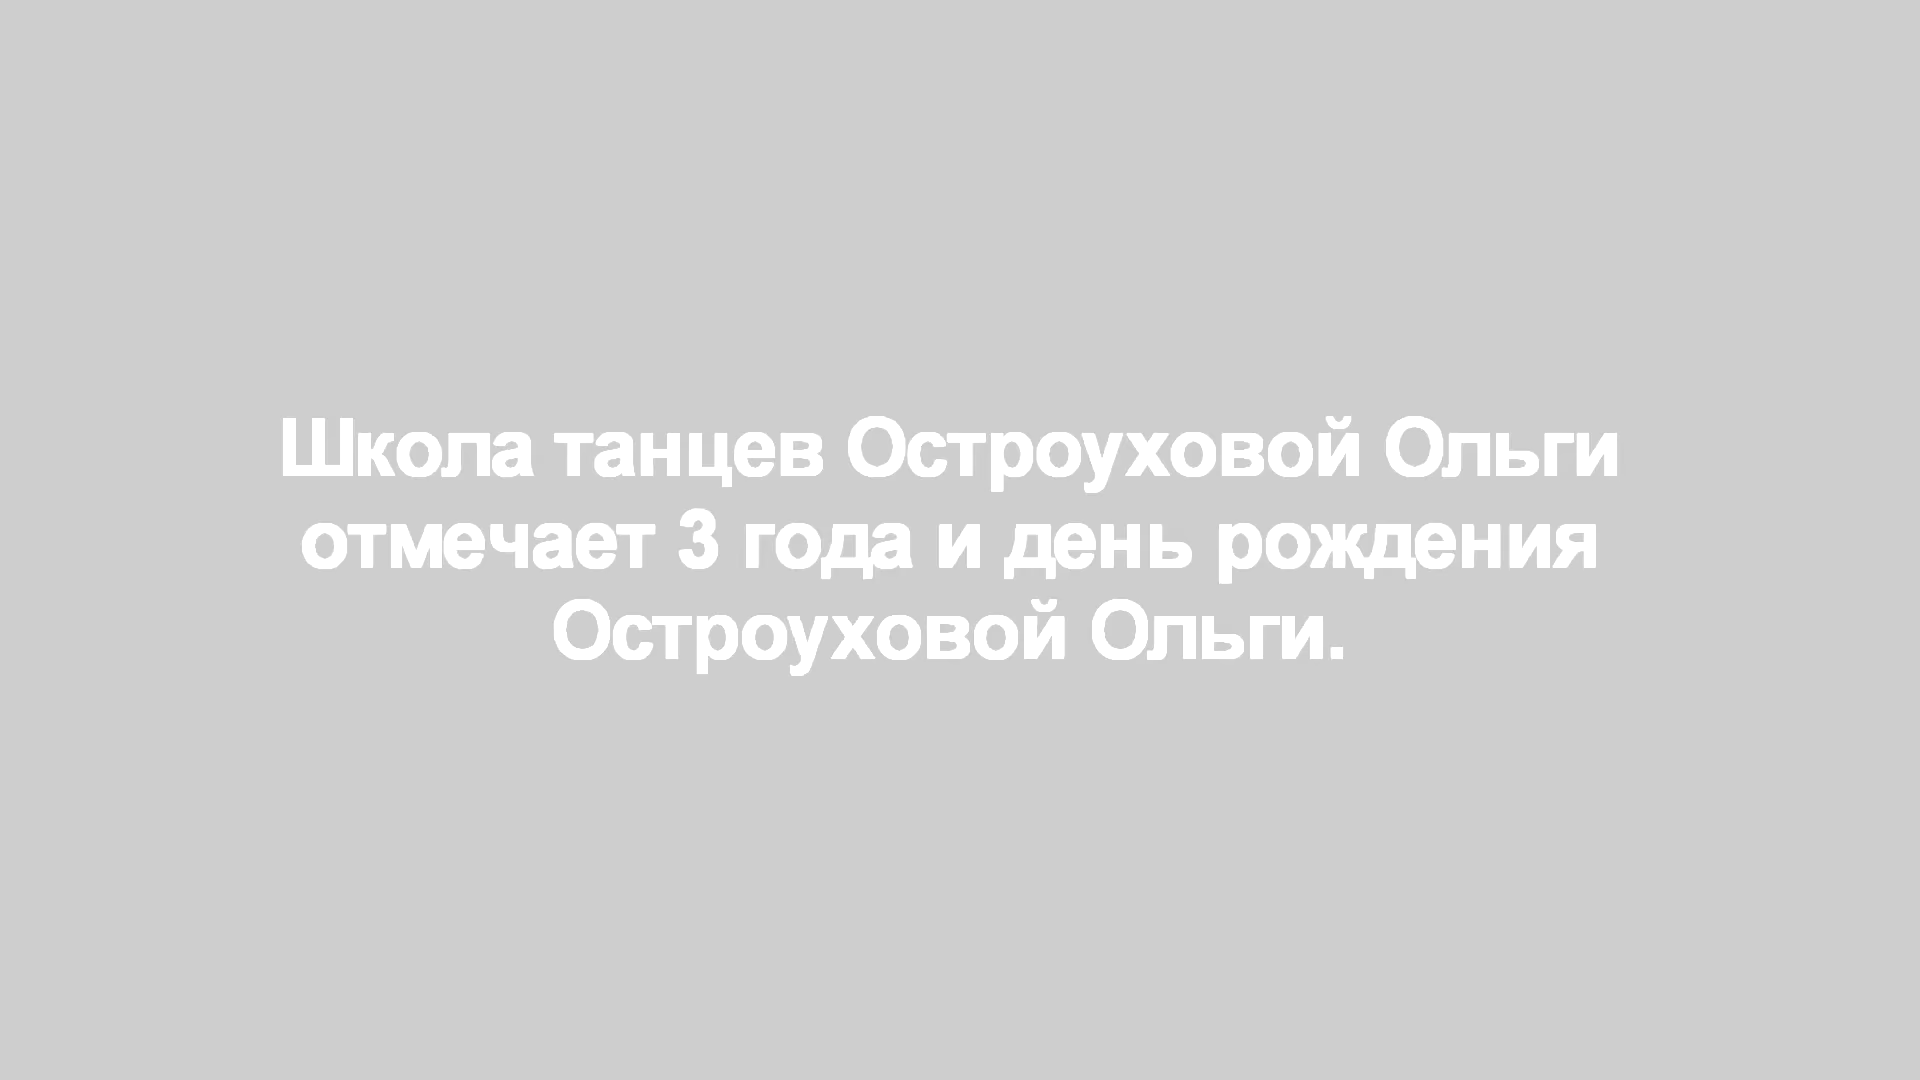 Школа танцев Остроуховой Ольги
отмечает 3 года и день рождения
Остроуховой Ольги.